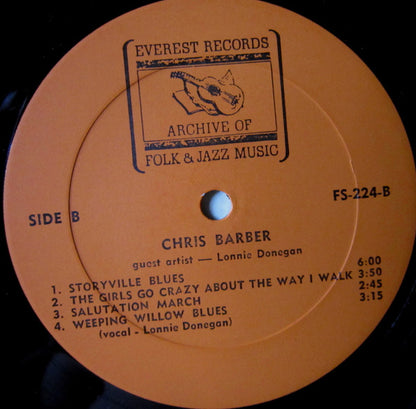 EVEREST RECORDS
ARCHIVE OF
FOLK & JAZZ MUSIC
SIDE B
FS-224-B
CHRIS BARBER
guest artist — Lonnie Donegan
1. STORYVILLE BLUES 6:00
2. THE GIRLS GO CRAZY ABOUT THE WAY I WALK 3:50
3. SALUTATION MARCH 2:45
4. WEEPING WILLOW BLUES 3:15
(vocal - Lonnie Donegan)